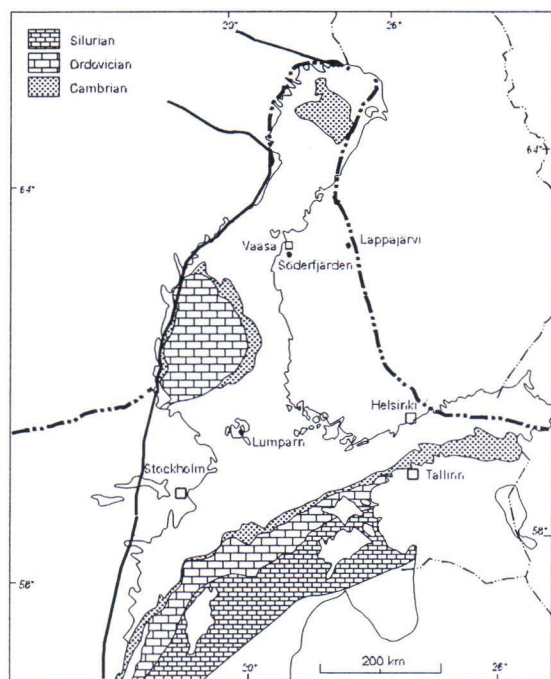 20°
26°
Silurian
Ordovician
Cambrian
64°
64°
Vaasa
Lappajärvi
Söderfjärden
Helsinki
Lumparn
Stockholm
Tallinn
58°
58°
200 km
20°
26°